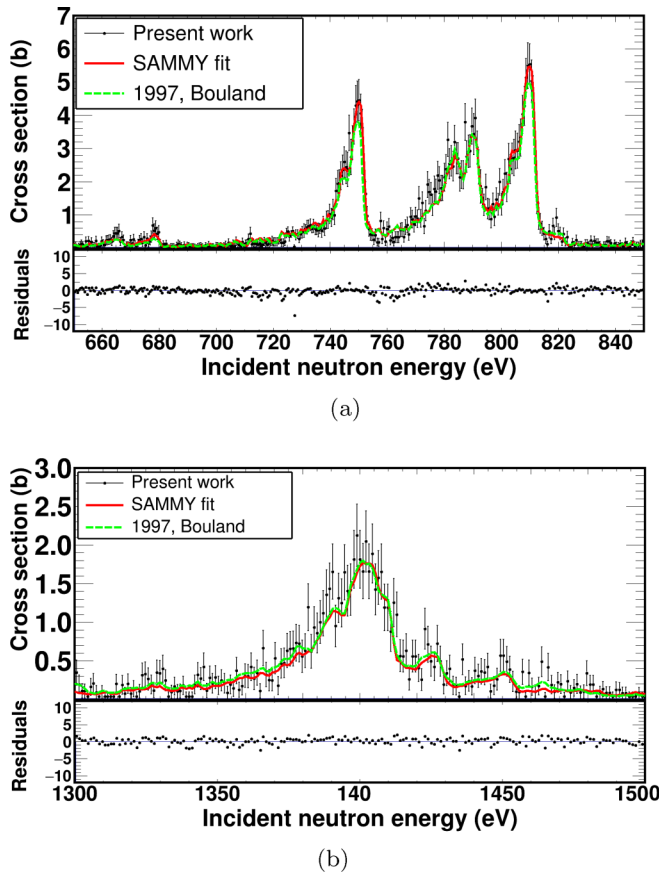 7
6
5
4
3
2
1
Cross section (b)
Present work
SAMMY fit
1997, Bouland
10
5
0
−5
−10
Residuals
660 680 700 720 740 760 780 800 820 840
Incident neutron energy (eV)
(a)
3.0
2.5
2.0
1.5
1.0
0.5
Cross section (b)
Present work
SAMMY fit
1997, Bouland
10
5
0
−5
−10
Residuals
1300 1350 140 1450 1500
Incident neutron energy (eV)
(b)